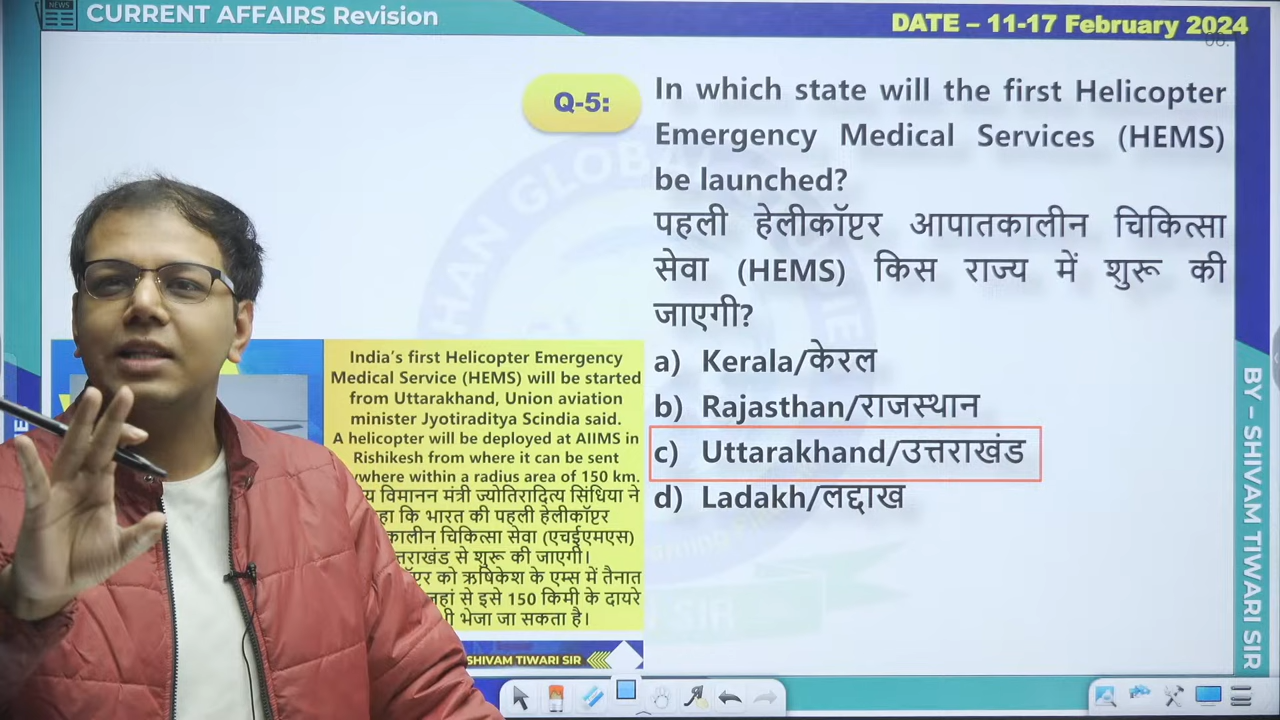 NEWS
CURRENT AFFAIRS Revision
DATE – 11-17 February 2024
Q-5:
In which state will the first Helicopter
Emergency Medical Services (HEMS)
be launched?
पहली हेलीकॉप्टर आपातकालीन चिकित्सा
सेवा (HEMS) किस राज्य में शुरू की
जाएगी?
a) Kerala/केरल
b) Rajasthan/राजस्थान
c) Uttarakhand/उत्तराखंड
d) Ladakh/लद्दाख
India's first Helicopter Emergency
Medical Service (HEMS) will be started
from Uttarakhand, Union aviation
minister Jyotiraditya Scindia said.
A helicopter will be deployed at AIIMS in
Rishikesh from where it can be sent
ywhere within a radius area of 150 km.
य विमानन मंत्री ज्योतिरादित्य सिंधिया ने
हा कि भारत की पहली हेलीकॉप्टर
कालीन चिकित्सा सेवा (एचईएमएस)
त्तराखंड से शुरू की जाएगी।
प्टर को ऋषिकेश के एम्स में तैनात
जहां से इसे 150 किमी के दायरे
भी भेजा जा सकता है।
SHIVAM TIWARI SIR
BY – SHIVAM TIWARI SIR